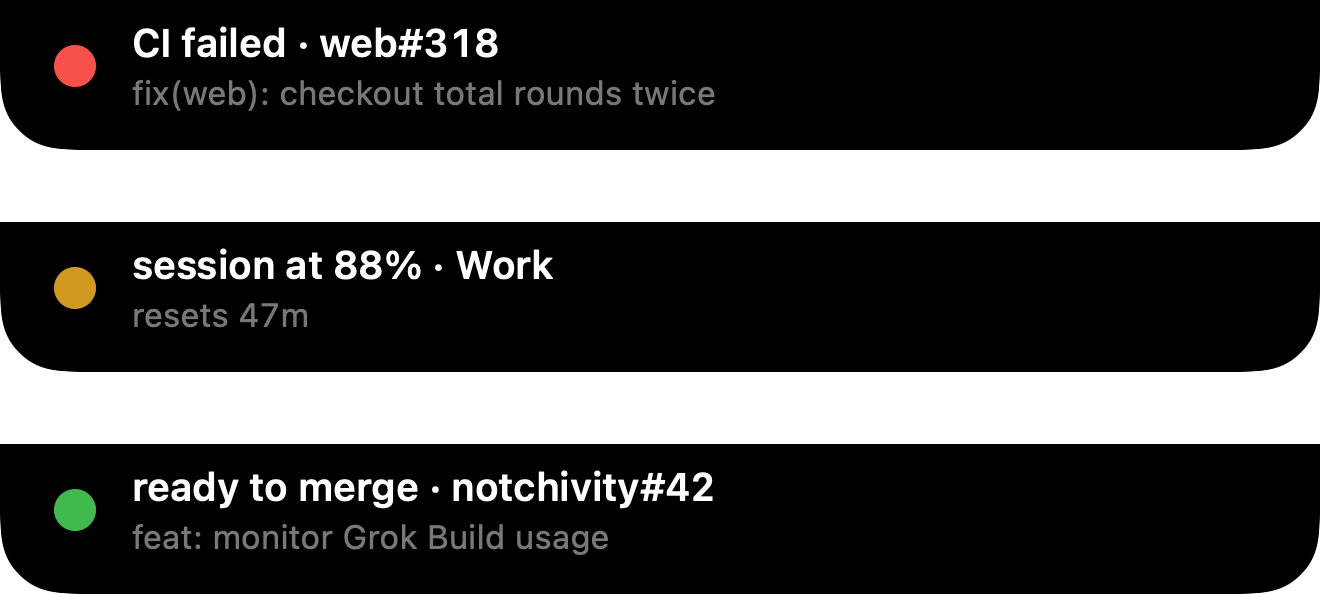 CI failed · web#318
fix(web): checkout total rounds twice
session at 88% · Work
resets 47m
ready to merge · notchivity#42
feat: monitor Grok Build usage